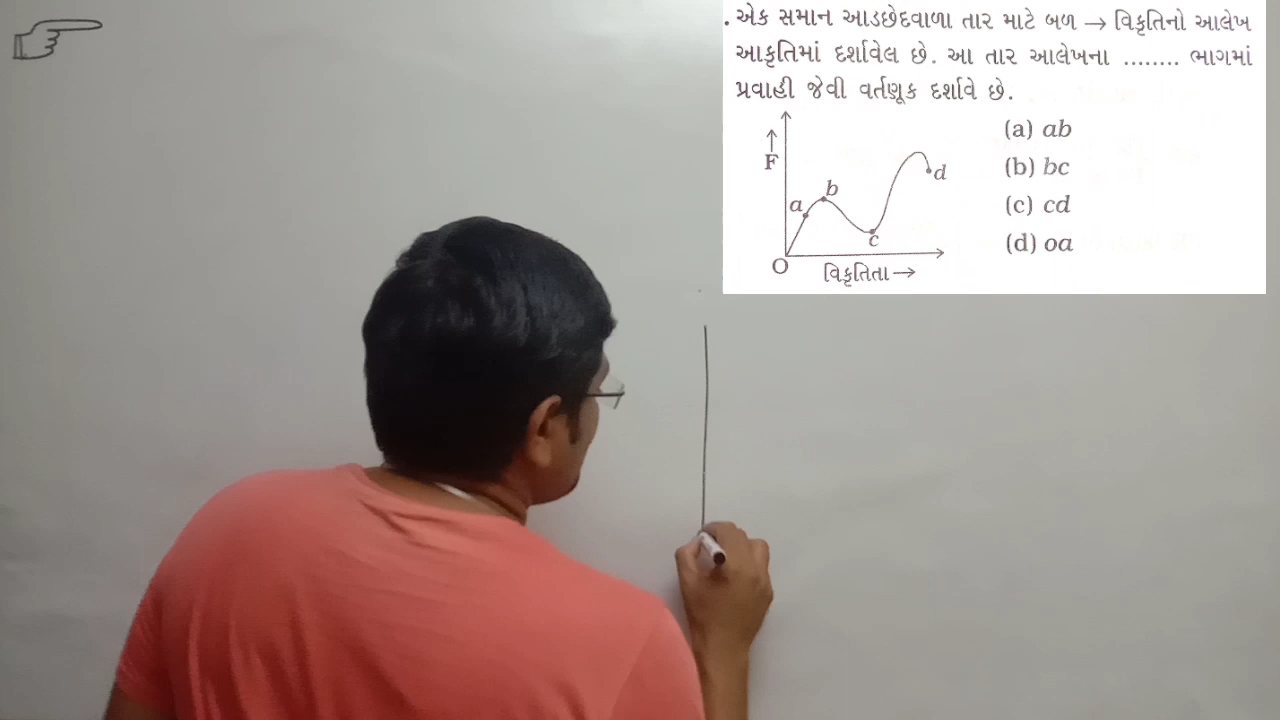 . એક સમાન આડછેદવાળા તાર માટે બળ → વિકૃતિનો આલેખ
આકૃતિમાં દર્શાવેલ છે. આ તાર આલેખના ........ ભાગમાં
પ્રવાહી જેવી વર્તણૂક દર્શાવે છે.
(a) ab
(b) bc
(c) cd
(d) oa
↑
F
a
b
c
d
O
વિકૃતિતા →